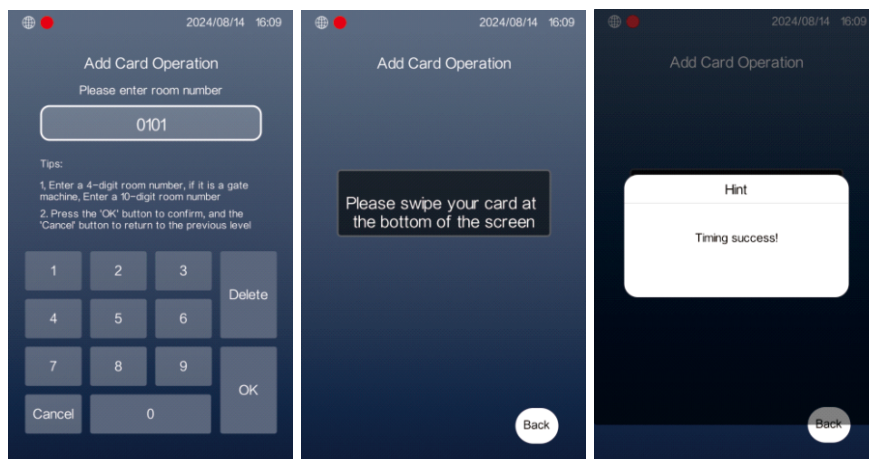 2024/08/14 16:09
Add Card Operation
Please enter room number
0101
Tips:
1, Enter a 4-digit room number, if it is a gate
machine, Enter a 10-digit room number
2. Press the 'OK' button to confirm, and the
'Cancel' button to return to the previous level
1
2
3
Delete
4
5
6
7
8
9
OK
Cancel
0
2024/08/14 16:09
Add Card Operation
Please swipe your card at
the bottom of the screen
Back
2024/08/14 16:09
Add Card Operation
Hint
Timing success!
Back